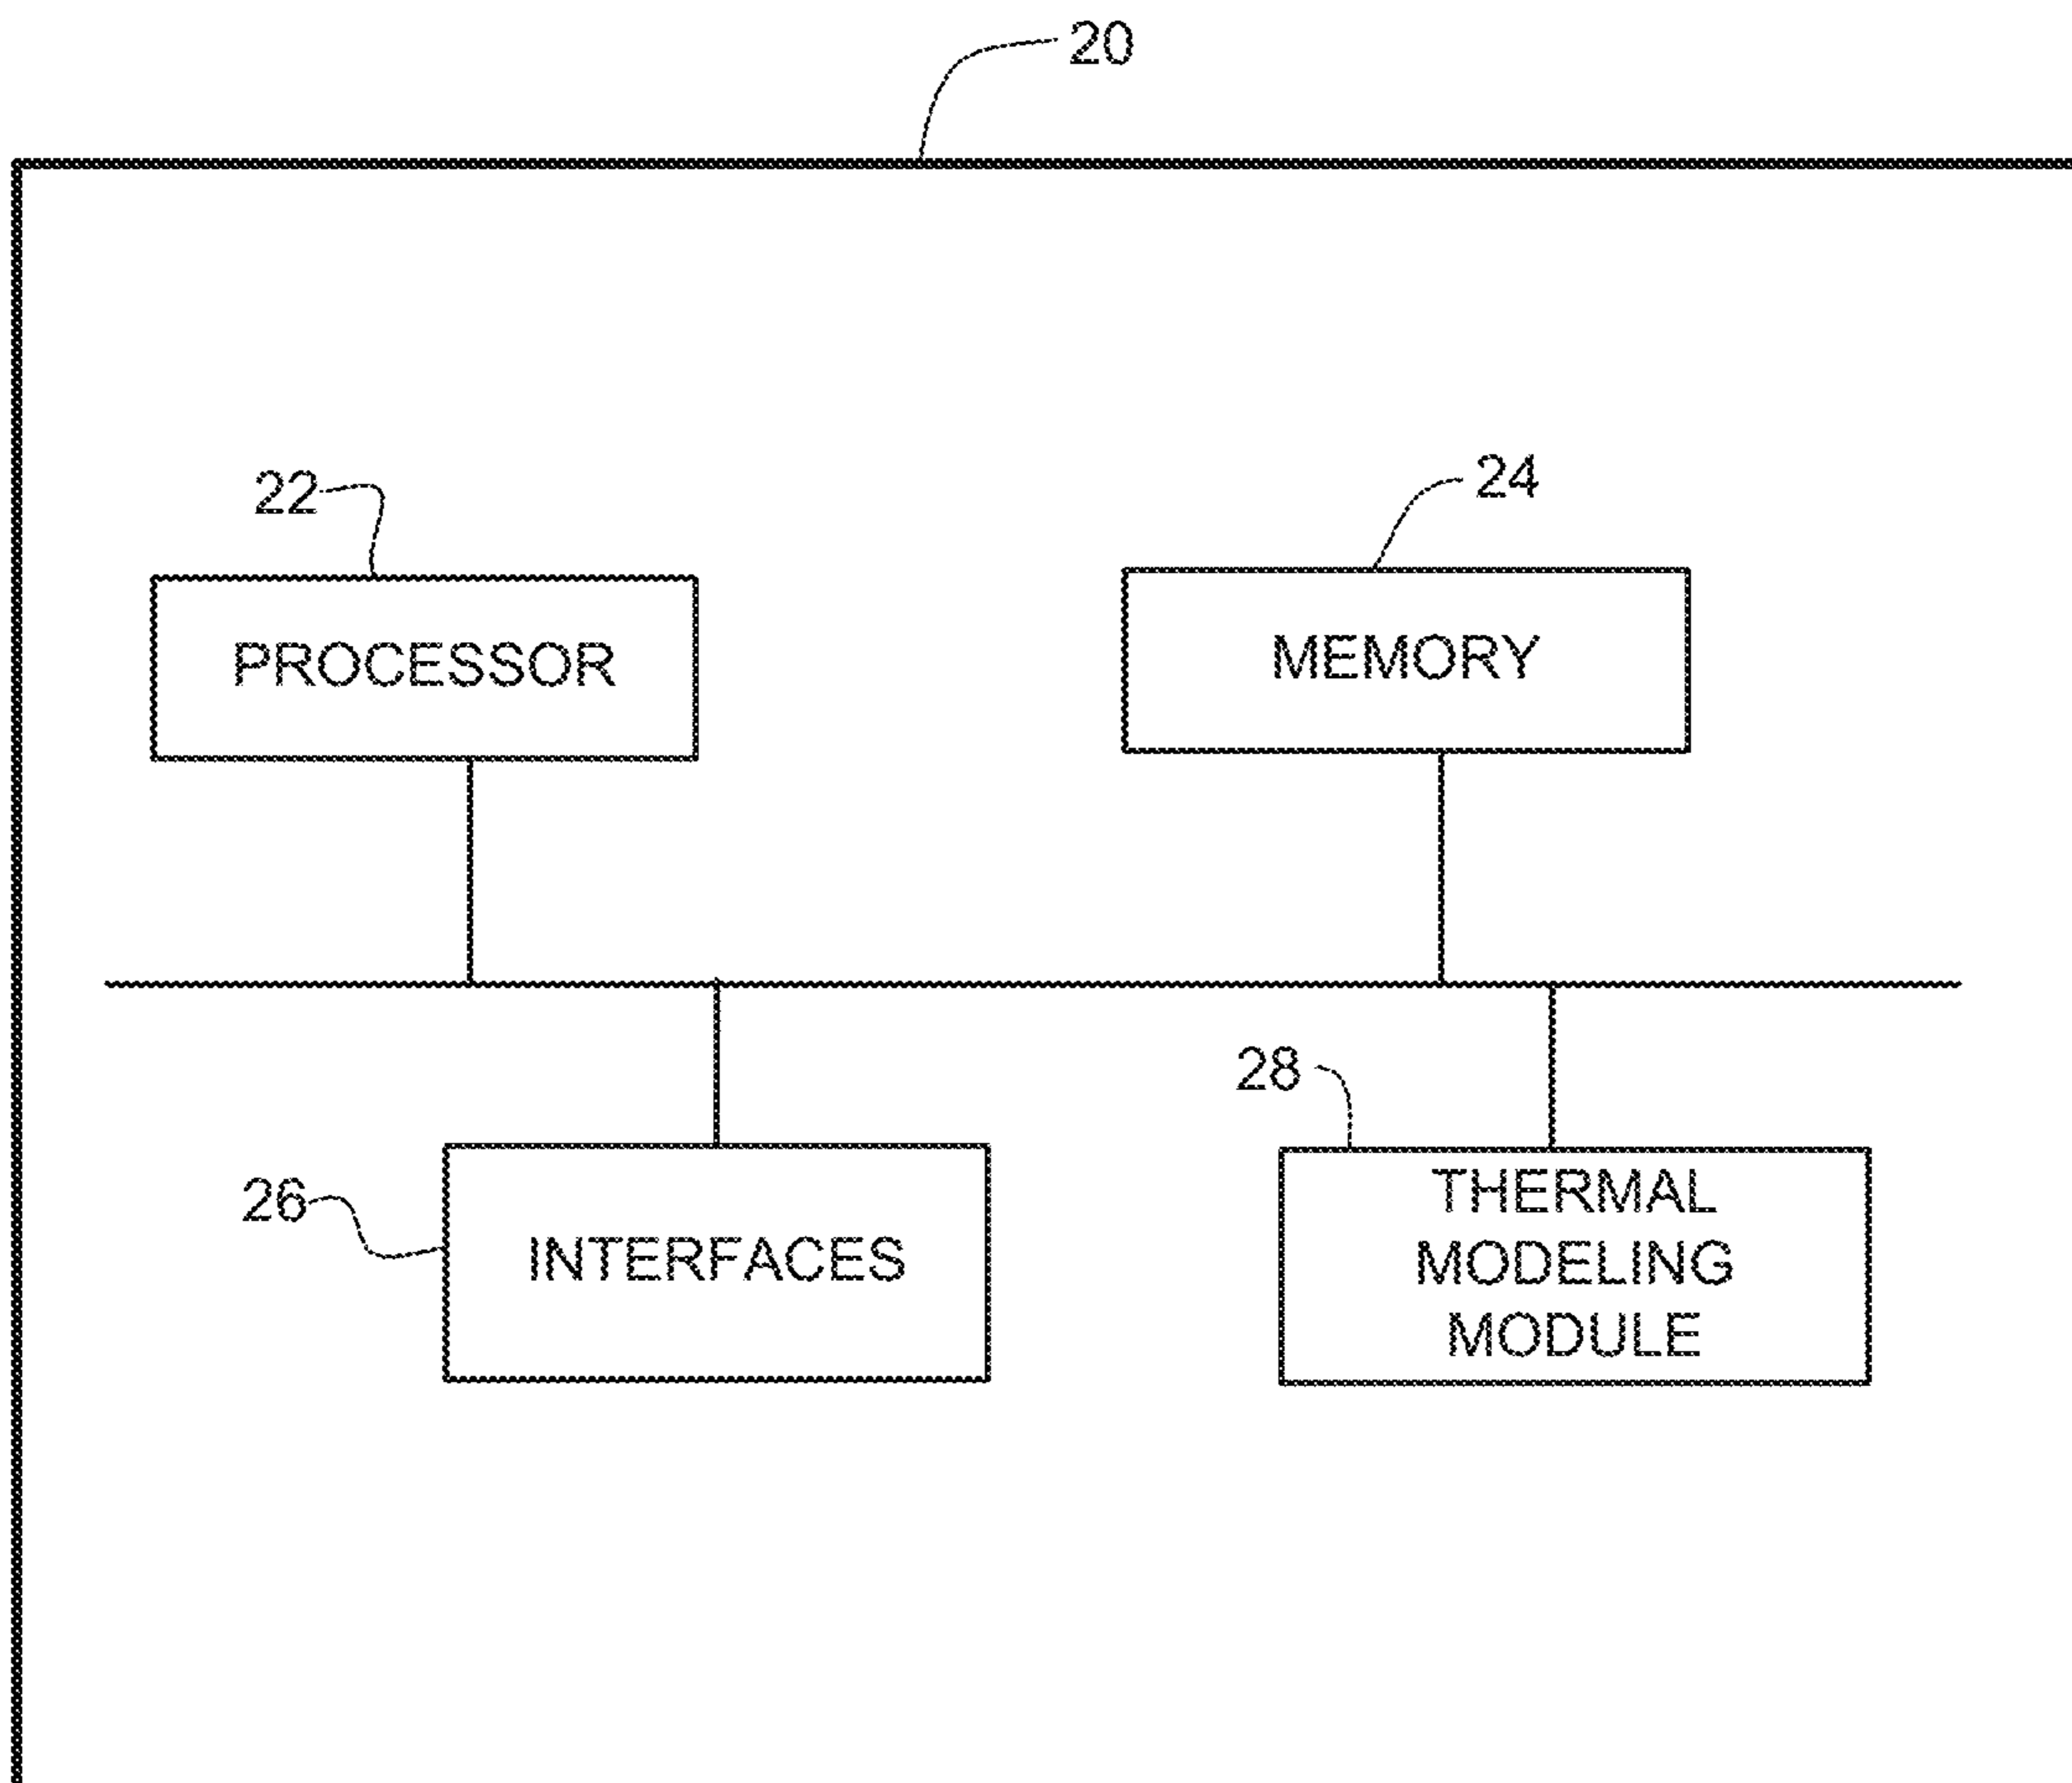 20
22
24
PROCESSOR
MEMORY
28
26
INTERFACES
THERMAL
MODELING
MODULE